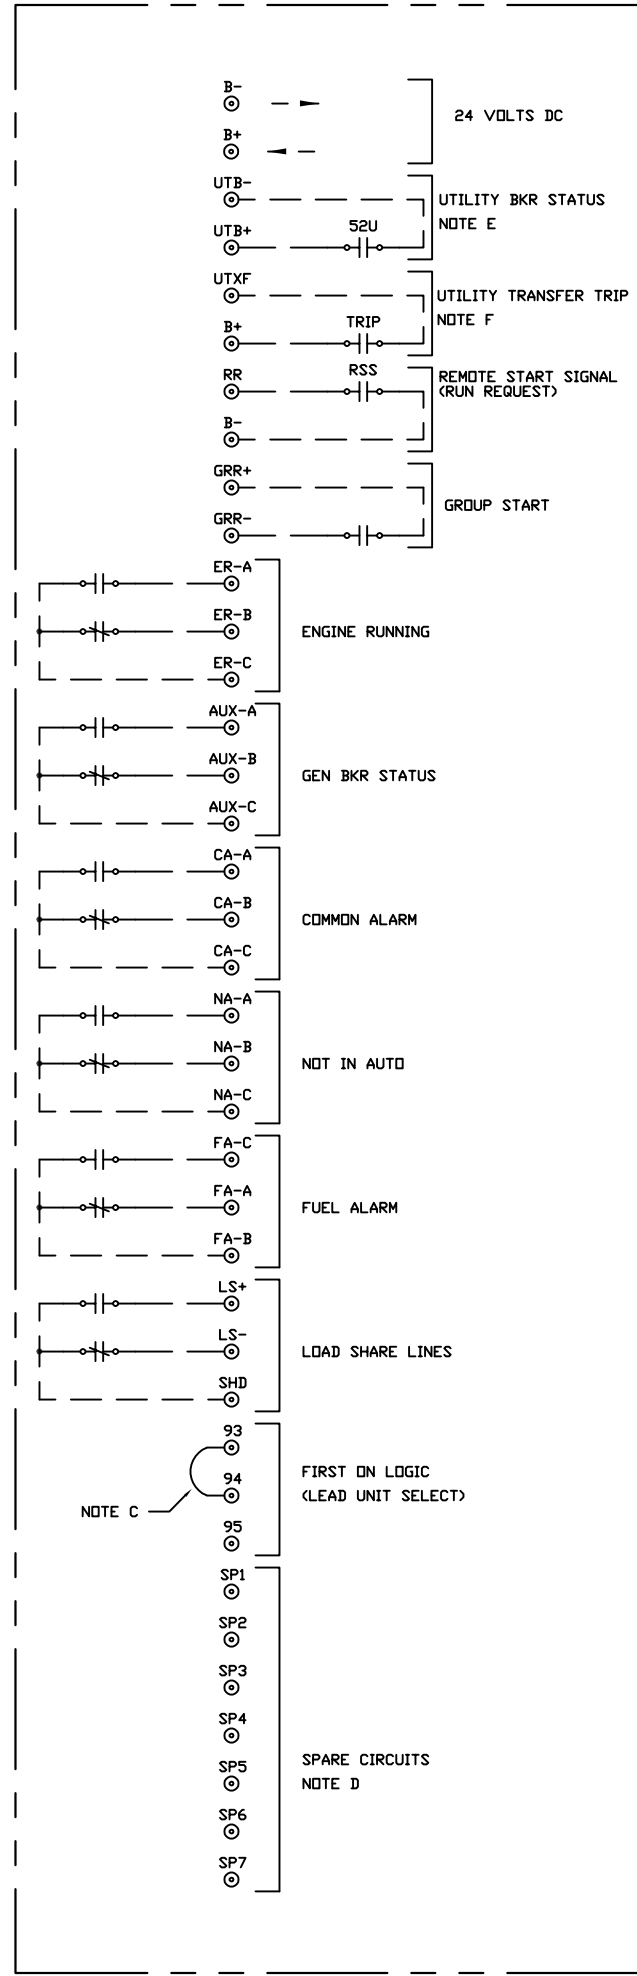 B-
24 VOLTS DC
B+
UTB-
UTILITY BKR STATUS
NOTE E
52U
UTB+
UTXF
UTILITY TRANSFER TRIP
NOTE F
TRIP
B+
RSS
RR
REMOTE START SIGNAL
(RUN REQUEST)
B-
GRR+
GROUP START
GRR-
ER-A
ER-B
ENGINE RUNNING
ER-C
AUX-A
AUX-B
GEN BKR STATUS
AUX-C
CA-A
CA-B
COMMON ALARM
CA-C
NA-A
NA-B
NOT IN AUTO
NA-C
FA-C
FA-A
FUEL ALARM
FA-B
LS+
LS-
LOAD SHARE LINES
SHD
93
FIRST ON LOGIC
(LEAD UNIT SELECT)
94
NOTE C
95
SP1
SP2
SP3
SP4
SPARE CIRCUITS
NOTE D
SP5
SP6
SP7